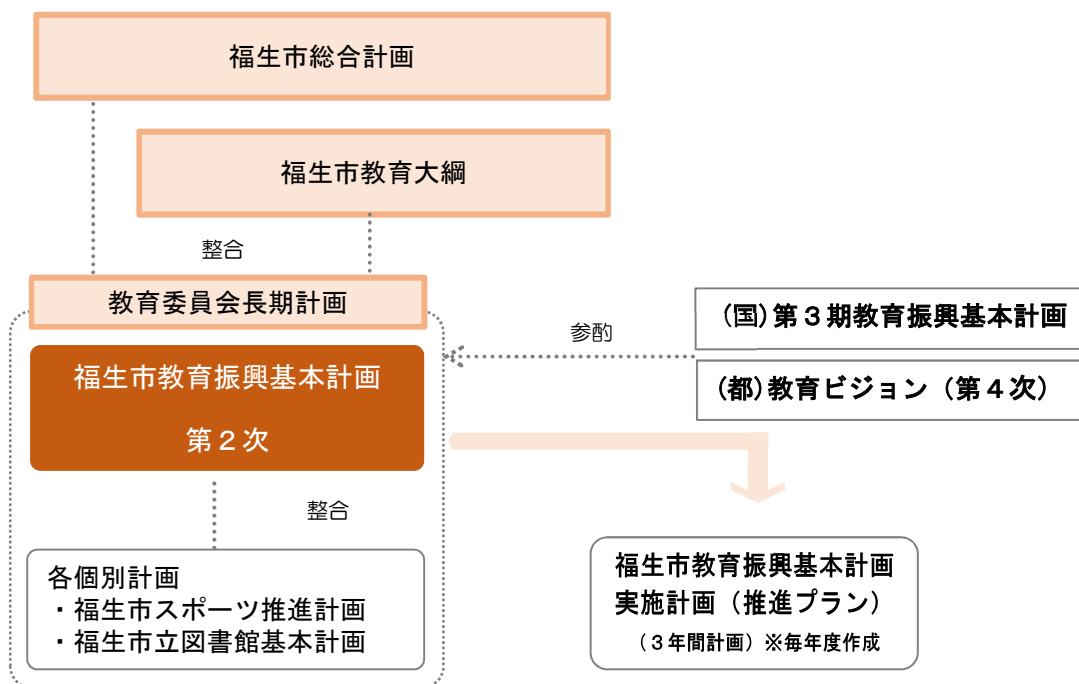 福生市総合計画
福生市教育大綱
整合
教育委員会長期計画
(国)第３期教育振興基本計画
参酌
(都)教育ビジョン（第４次）
福生市教育振興基本計画
第２次
整合
各個別計画
・福生市スポーツ推進計画
・福生市立図書館基本計画
福生市教育振興基本計画
実施計画（推進プラン）
（３年間計画）※毎年度作成